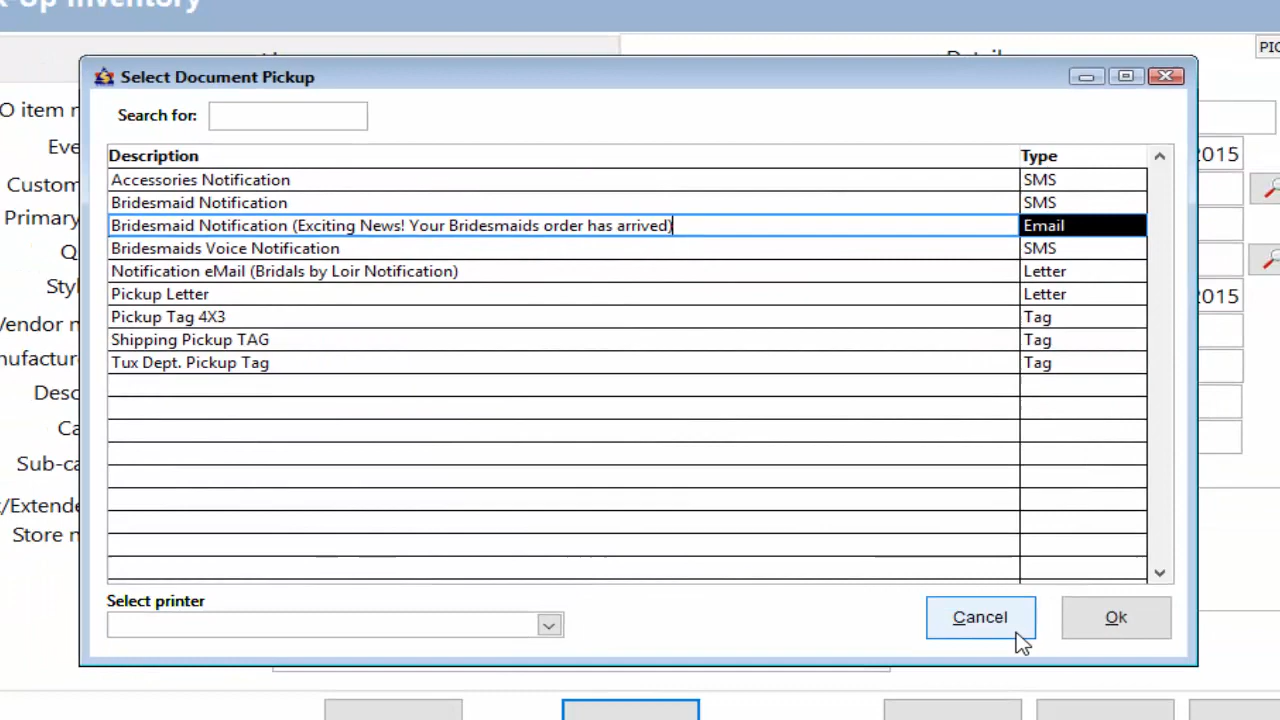 -Up Inventory
PIC
Select Document Pickup
Search for:
Description Type
Accessories Notification SMS
Bridesmaid Notification SMS
Bridesmaid Notification (Exciting News! Your Bridesmaids order has arrived) Email
Bridesmaids Voice Notification SMS
Notification eMail (Bridals by Loir Notification) Letter
Pickup Letter Letter
Pickup Tag 4X3 Tag
Shipping Pickup TAG Tag
Tux Dept. Pickup Tag Tag
Select printer
Cancel Ok
O item n
Eve
2015
Custom
Primary
Q
Styl
2015
Vendor n
nufacture
Desc
Ca
Sub-ca
/Extende
Store n